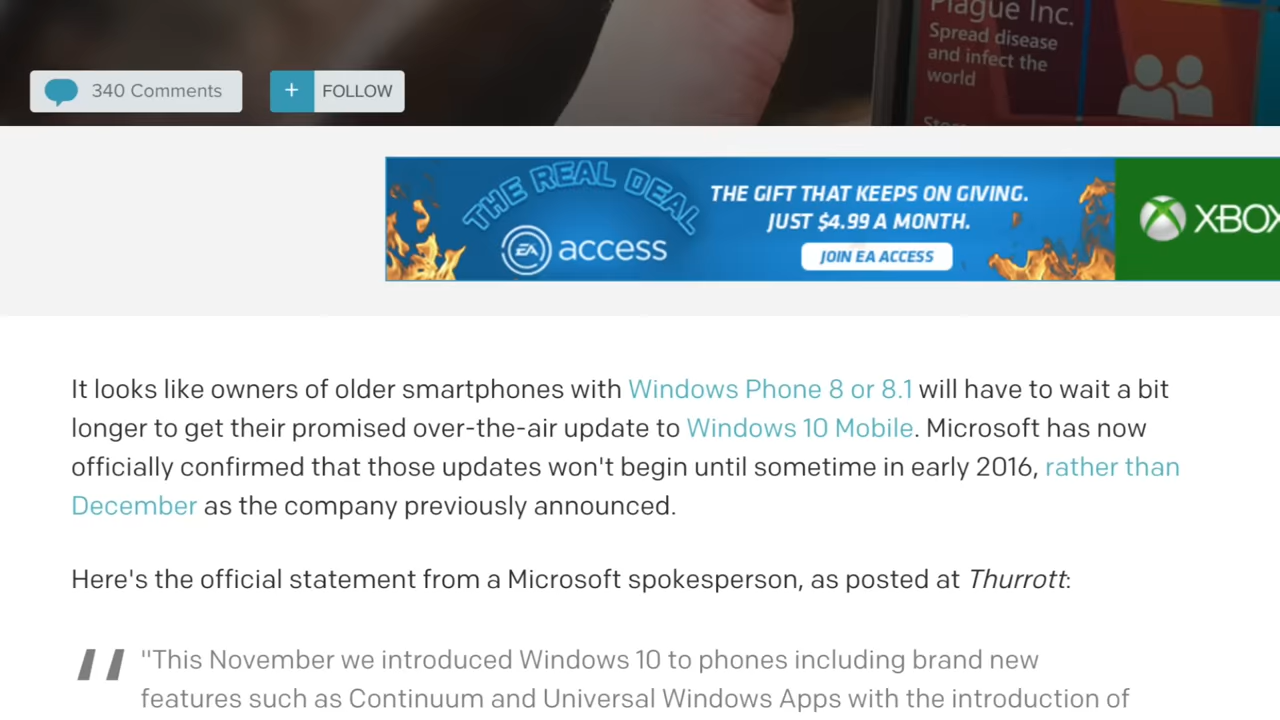 Plague Inc.
Spread disease
and infect the
world
340 Comments
+ FOLLOW
THE REAL DEAL
EA access
THE GIFT THAT KEEPS ON GIVING.
JUST $4.99 A MONTH.
JOIN EA ACCESS
XBOX
It looks like owners of older smartphones with Windows Phone 8 or 8.1 will have to wait a bit
longer to get their promised over-the-air update to Windows 10 Mobile. Microsoft has now
officially confirmed that those updates won't begin until sometime in early 2016, rather than
December as the company previously announced.
Here's the official statement from a Microsoft spokesperson, as posted at Thurrott:
"This November we introduced Windows 10 to phones including brand new
features such as Continuum and Universal Windows Apps with the introduction of